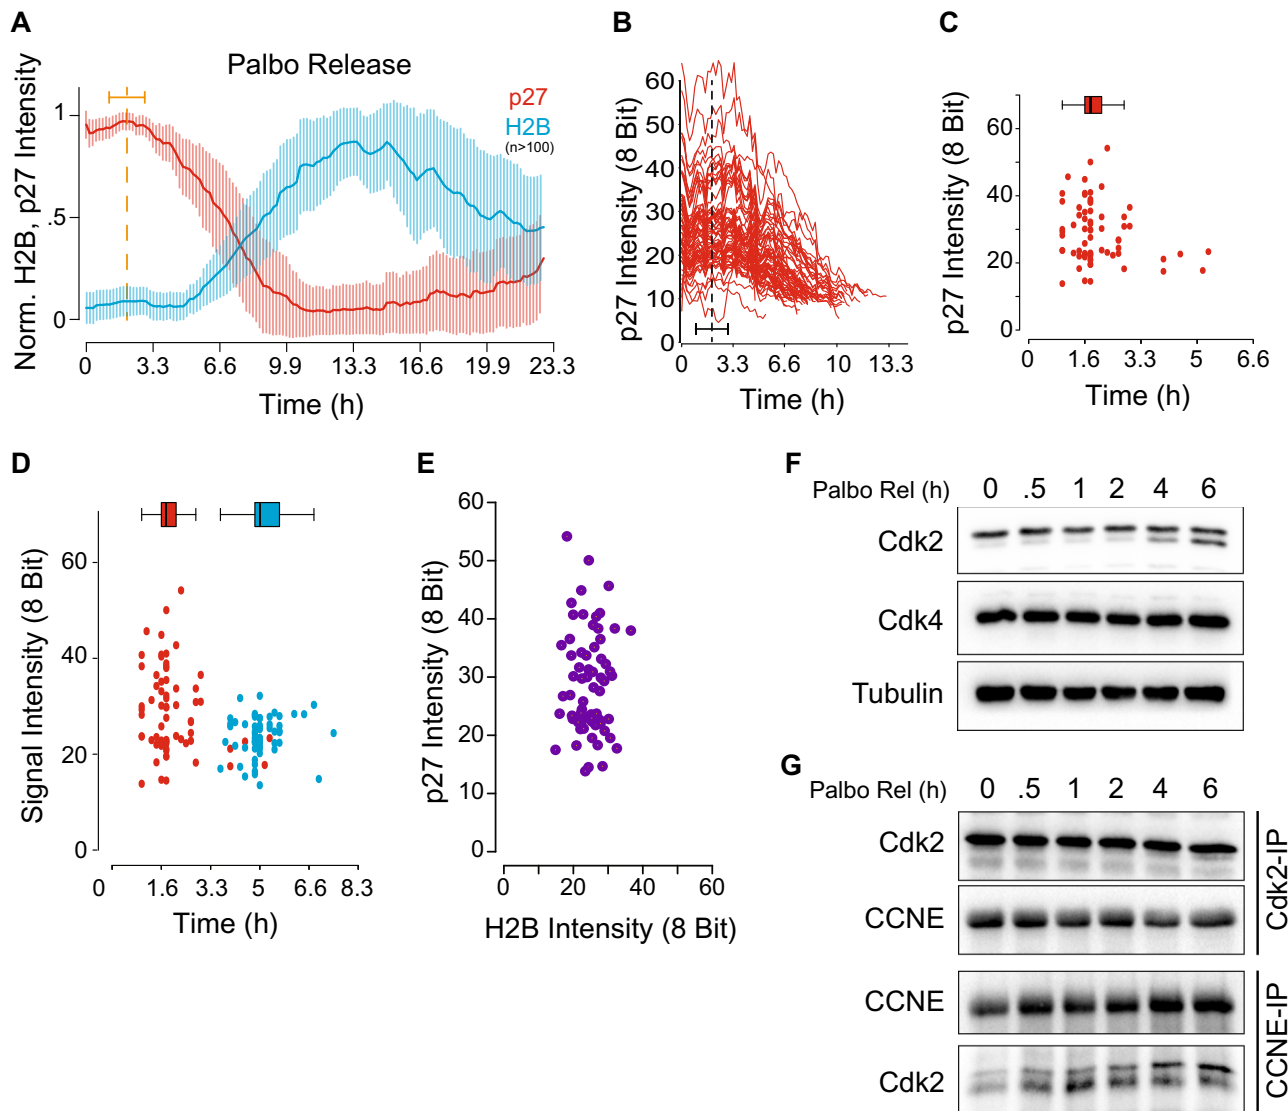 A
Palbo Release
Norm. H2B, p27 Intensity
p27
H2B
(n>100)
1
.5
0
0 3.3 6.6 9.9 13.3 16.6 19.9 23.3
Time (h)
B
p27 Intensity (8 Bit)
60
50
40
30
20
10
0
0 3.3 6.6 10 13.3
Time (h)
C
p27 Intensity (8 Bit)
60
40
20
0
0 1.6 3.3 5 6.6
Time (h)
D
Signal Intensity (8 Bit)
60
40
20
0
0 1.6 3.3 5 6.6 8.3
Time (h)
E
p27 Intensity (8 Bit)
60
50
40
30
20
10
0
0 20 40 60
H2B Intensity (8 Bit)
F
Palbo Rel (h) 0 .5 1 2 4 6
Cdk2
Cdk4
Tubulin
G
Palbo Rel (h) 0 .5 1 2 4 6
Cdk2
CCNE
Cdk2-IP
CCNE
Cdk2
CCNE-IP